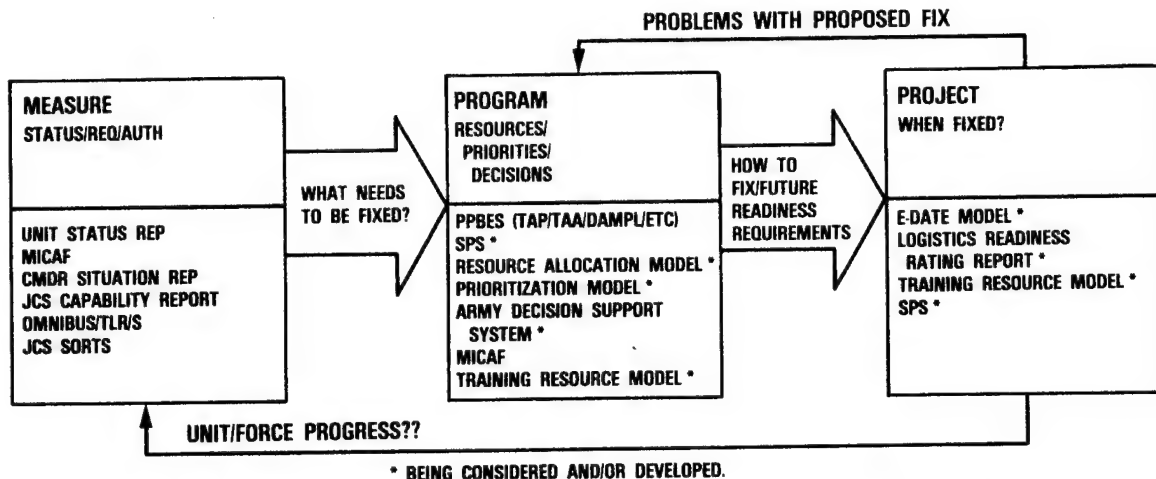 PROBLEMS WITH PROPOSED FIX
MEASURE
STATUS/REQ/AUTH
UNIT STATUS REP
MICAF
CMDR SITUATION REP
JCS CAPABILITY REPORT
OMNIBUS/TLR/S
JCS SORTS
WHAT NEEDS
TO BE FIXED?
PROGRAM
RESOURCES/
PRIORITIES/
DECISIONS
PPBES (TAP/TAA/DAMPL/ETC)
SPS *
RESOURCE ALLOCATION MODEL *
PRIORITIZATION MODEL *
ARMY DECISION SUPPORT
SYSTEM *
MICAF
TRAINING RESOURCE MODEL *
HOW TO
FIX/FUTURE
READINESS
REQUIREMENTS
PROJECT
WHEN FIXED?
E-DATE MODEL *
LOGISTICS READINESS
RATING REPORT *
TRAINING RESOURCE MODEL *
SPS *
UNIT/FORCE PROGRESS??
* BEING CONSIDERED AND/OR DEVELOPED.